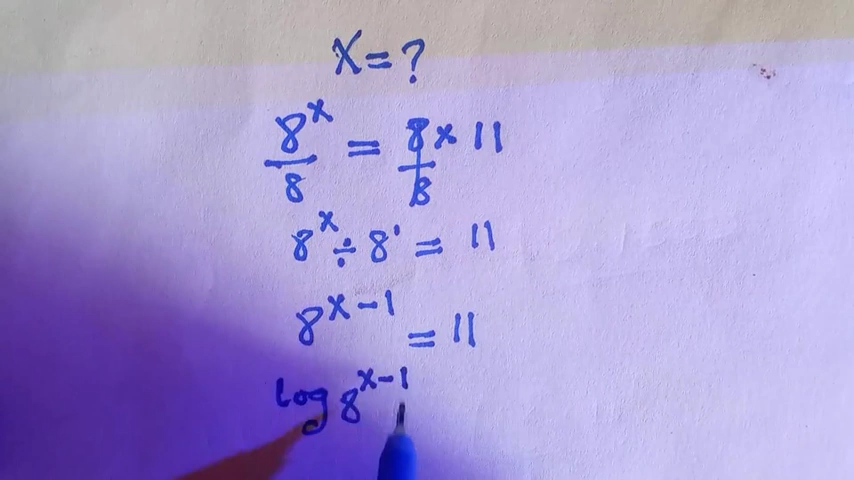 X = ?
8^x / 8 = 8 × 11 / 8
8^x ÷ 8^1 = 11
8^x-1 = 11
log 8^x-1